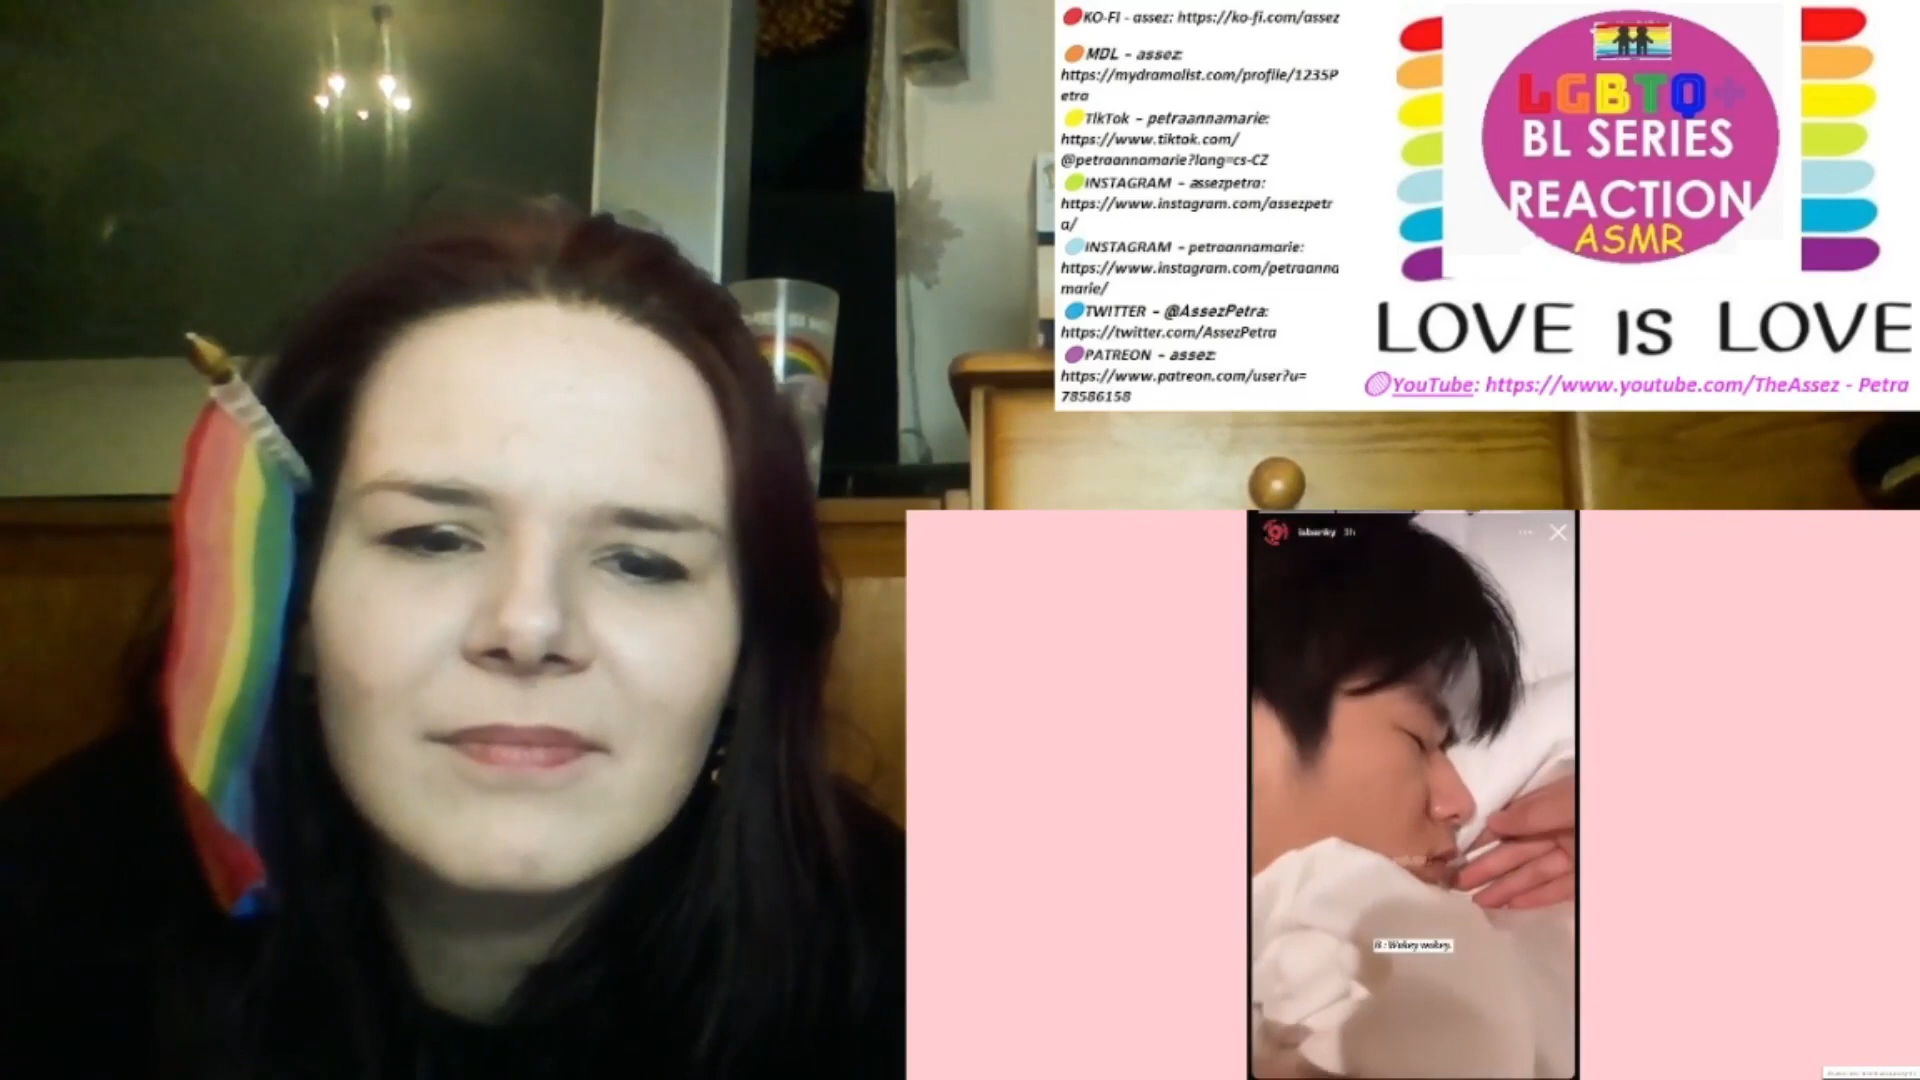 KO-FI - assez: https://ko-fi.com/assez
MDL - assez:
https://mydramalist.com/profile/1235P
etra
TikTok - petraannamarie:
https://www.tiktok.com/
@petraannamarie?lang=cs-CZ
INSTAGRAM - assezpetra:
https://www.instagram.com/assezpetr
a/
INSTAGRAM - petraannamarie:
https://www.instagram.com/petraanna
marie/
TWITTER - @AssezPetra:
https://twitter.com/AssezPetra
PATREON - assez:
https://www.patreon.com/user?u=
78586158
LGBTQ+
BL SERIES
REACTION
ASMR
LOVE IS LOVE
YouTube: https://www.youtube.com/TheAssez - Petra
3h
B : Wakey wakey.